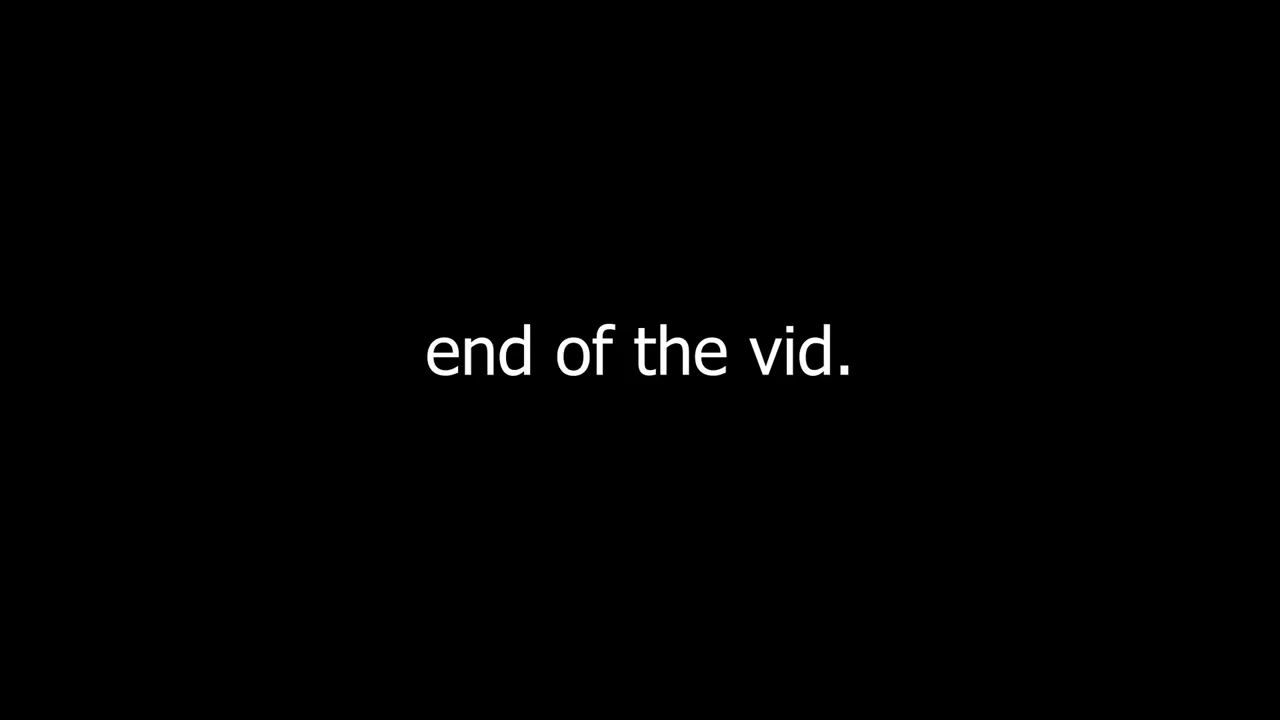 end of the vid.